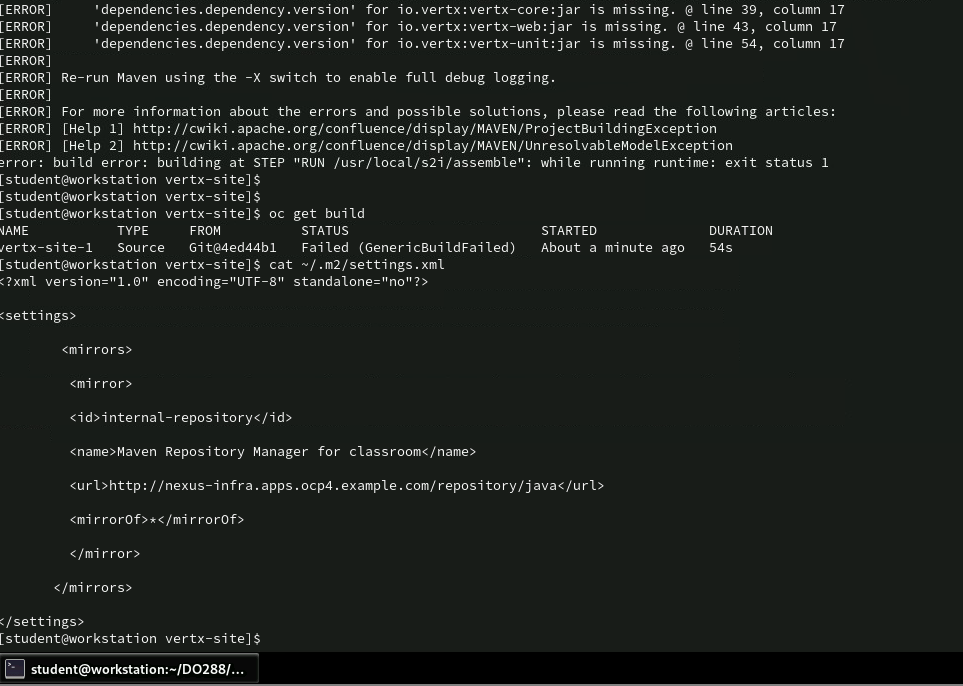 [ERROR]     'dependencies.dependency.version' for io.vertx:vertx-core:jar is missing. @ line 39, column 17
[ERROR]     'dependencies.dependency.version' for io.vertx:vertx-web:jar is missing. @ line 43, column 17
[ERROR]     'dependencies.dependency.version' for io.vertx:vertx-unit:jar is missing. @ line 54, column 17
[ERROR]
[ERROR] Re-run Maven using the -X switch to enable full debug logging.
[ERROR]
[ERROR] For more information about the errors and possible solutions, please read the following articles:
[ERROR] [Help 1] http://cwiki.apache.org/confluence/display/MAVEN/ProjectBuildingException
[ERROR] [Help 2] http://cwiki.apache.org/confluence/display/MAVEN/UnresolvableModelException
error: build error: building at STEP "RUN /usr/local/s2i/assemble": while running runtime: exit status 1
[student@workstation vertx-site]$
[student@workstation vertx-site]$
[student@workstation vertx-site]$ oc get build
NAME           TYPE     FROM          STATUS                        STARTED              DURATION
vertx-site-1   Source   Git@4ed44b1   Failed (GenericBuildFailed)   About a minute ago   54s
[student@workstation vertx-site]$ cat ~/.m2/settings.xml
<?xml version="1.0" encoding="UTF-8" standalone="no"?>
<settings>
<mirrors>
<mirror>
<id>internal-repository</id>
<name>Maven Repository Manager for classroom</name>
<url>http://nexus-infra.apps.ocp4.example.com/repository/java</url>
<mirrorOf>*</mirrorOf>
</mirror>
</mirrors>
</settings>
[student@workstation vertx-site]$
student@workstation:~/DO288/...